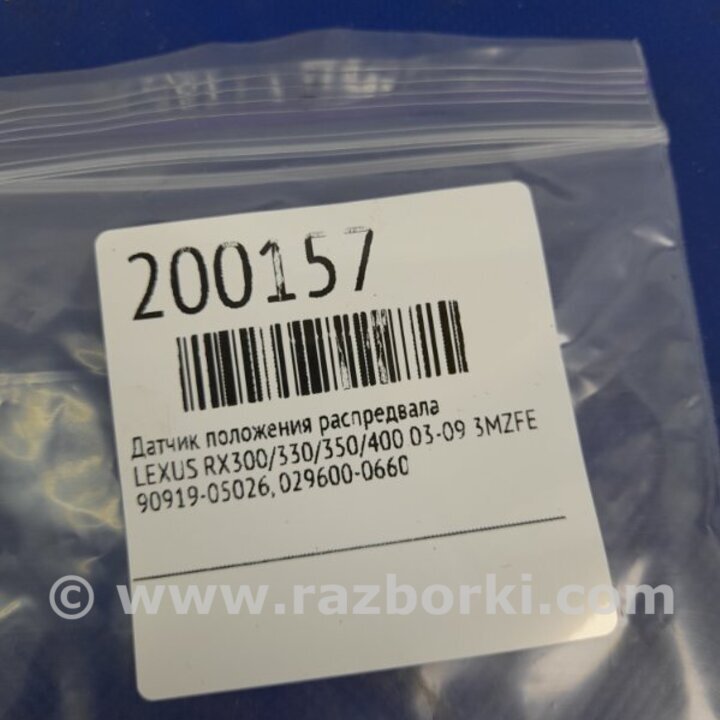 200157
Датчик положения распредвала
LEXUS RX300/330/350/400 03-09 3MZFE
90919-05026, 029600-0660
© www.razborki.com